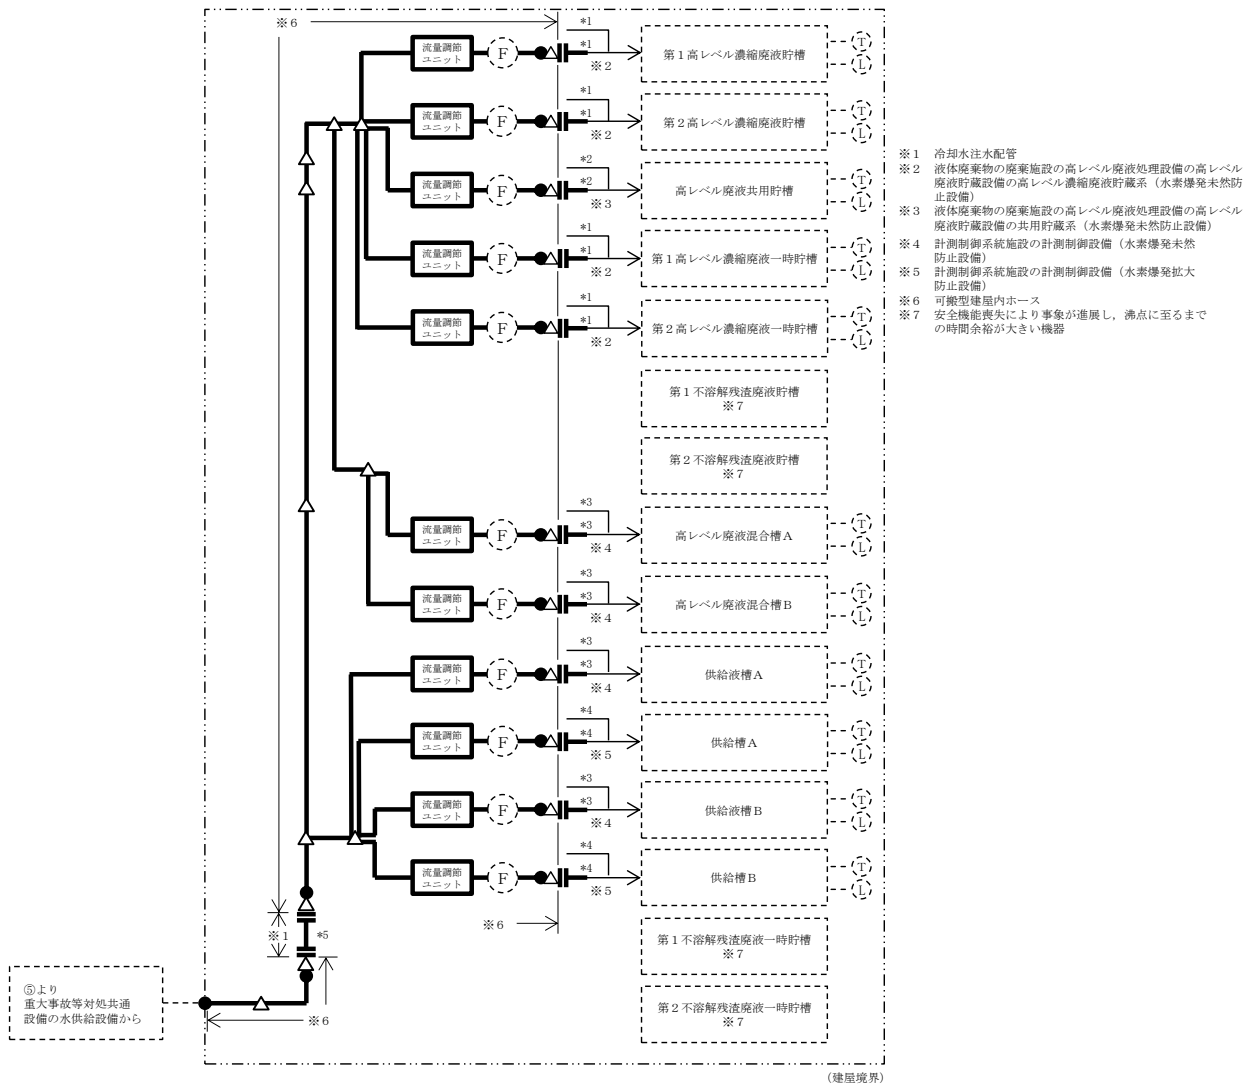 ※6
*1
流量調節
ユニット
F
*1
※2
第1高レベル濃縮廃液貯槽
T
L
*1
流量調節
ユニット
F
*1
※2
第2高レベル濃縮廃液貯槽
T
L
*2
流量調節
ユニット
F
*2
※3
高レベル廃液共用貯槽
T
L
*1
流量調節
ユニット
F
*1
※2
第1高レベル濃縮廃液一時貯槽
T
L
*1
流量調節
ユニット
F
*1
※2
第2高レベル濃縮廃液一時貯槽
T
L
第1不溶解残渣廃液貯槽
※7
第2不溶解残渣廃液貯槽
※7
*3
流量調節
ユニット
F
*3
※4
高レベル廃液混合槽A
T
L
*3
流量調節
ユニット
F
*3
※4
高レベル廃液混合槽B
T
L
*3
流量調節
ユニット
F
*3
※4
供給液槽A
T
L
*4
流量調節
ユニット
F
*4
※5
供給槽A
T
L
*3
流量調節
ユニット
F
*3
※4
供給液槽B
T
L
*4
流量調節
ユニット
F
*4
※5
供給槽B
T
L
※6
※1
*5
第1不溶解残渣廃液一時貯槽
※7
第2不溶解残渣廃液一時貯槽
※7
⑤より
重大事故等対処共通
設備の水供給設備から
※6
(建屋境界)
※1 冷却水注水配管
※2 液体廃棄物の廃棄施設の高レベル廃液処理設備の高レベル
廃液貯蔵設備の高レベル濃縮廃液貯蔵系(水素爆発未然防
止設備)
※3 液体廃棄物の廃棄施設の高レベル廃液処理設備の高レベル
廃液貯蔵設備の共用貯蔵系(水素爆発未然防止設備)
※4 計測制御系統施設の計測制御設備(水素爆発未然
防止設備)
※5 計測制御系統施設の計測制御設備(水素爆発拡大
防止設備)
※6 可搬型建屋内ホース
※7 安全機能喪失により事象が進展し,沸点に至るまで
の時間余裕が大きい機器